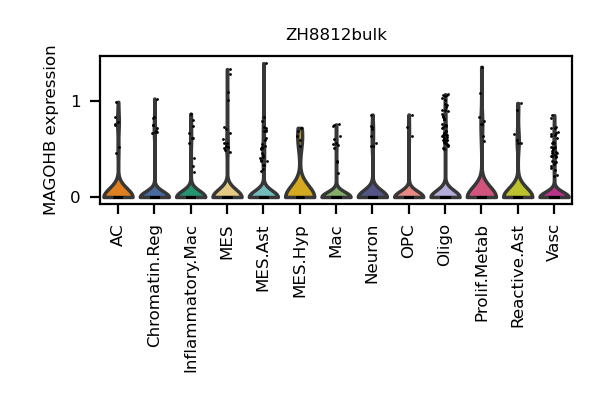 ZH8812bulk
MAGOHB expression
1
0
AC
Chromatin.Reg
Inflammatory.Mac
MES
MES.Ast
MES.Hyp
Mac
Neuron
OPC
Oligo
Prolif.Metab
Reactive.Ast
Vasc